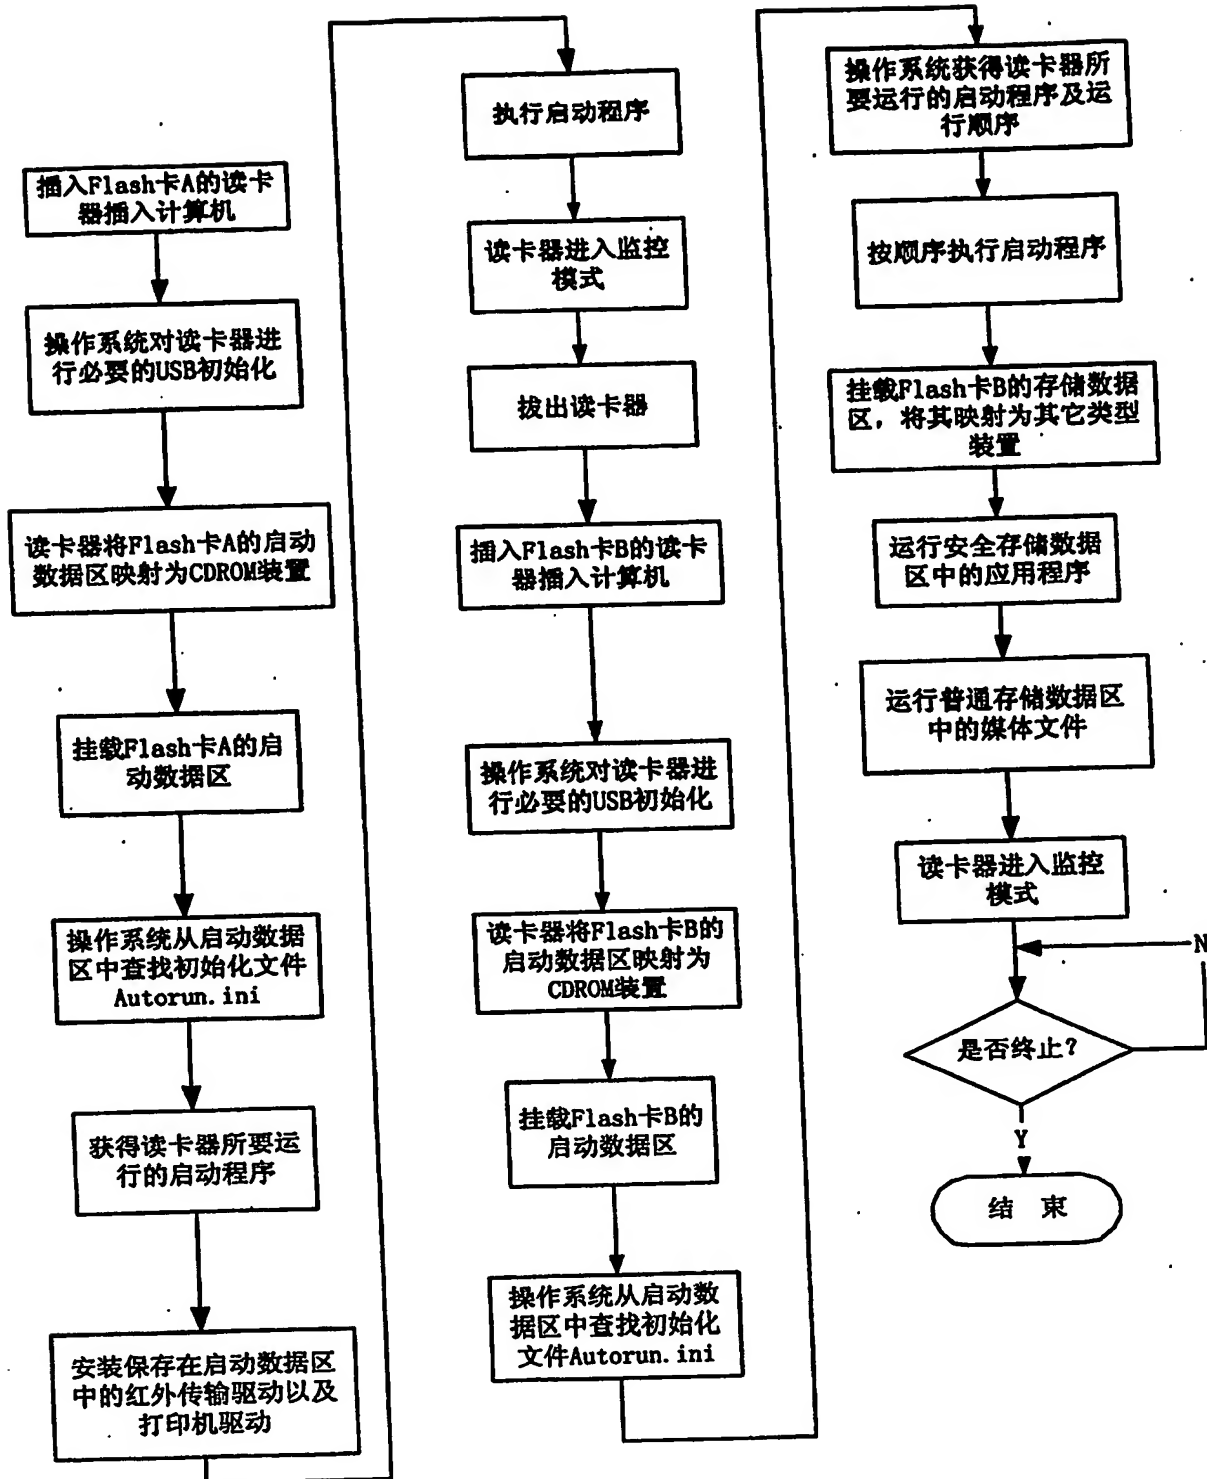 插入Flash卡A的读卡
器插入计算机
操作系统对读卡器进
行必要的USB初始化
读卡器将Flash卡A的启动
数据区映射为CDROM装置
挂载Flash卡A的启
动数据区
操作系统从启动数据
区中查找初始化文件
Autorun.ini
获得读卡器所要运
行的启动程序
安装保存在启动数据区
中的红外传输驱动以及
打印机驱动
执行启动程序
读卡器进入监控
模式
拔出读卡器
插入Flash卡B的读卡
器插入计算机
操作系统对读卡器进
行必要的USB初始化
读卡器将Flash卡B的
启动数据区映射为
CDROM装置
挂载Flash卡B的
启动数据区
操作系统从启动数
据区中查找初始化
文件Autorun.ini
操作系统获得读卡器所
要运行的启动程序及运
行顺序
按顺序执行启动程序
挂载Flash卡B的存储数据
区，将其映射为其它类型
装置
运行安全存储数据
区中的应用程序
运行普通存储数据区
中的媒体文件
读卡器进入监控
模式
N
是否终止?
Y
结 束